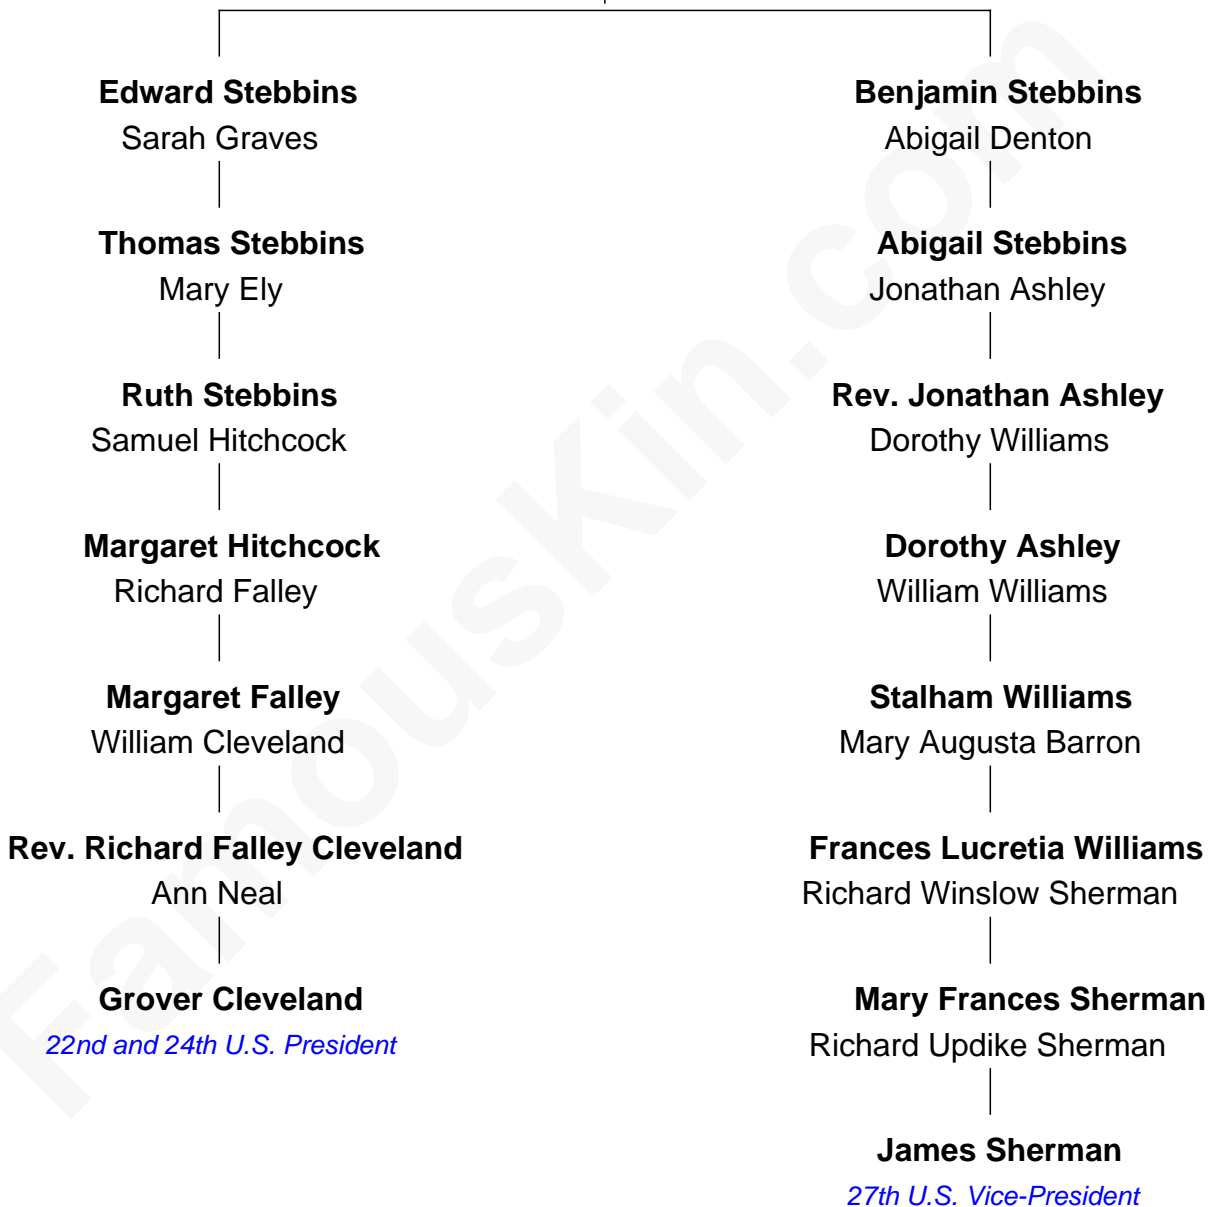 Edward Stebbins
Sarah Graves
Thomas Stebbins
Mary Ely
Ruth Stebbins
Samuel Hitchcock
Margaret Hitchcock
Richard Falley
Margaret Falley
William Cleveland
Rev. Richard Falley Cleveland
Ann Neal
Grover Cleveland
22nd and 24th U.S. President
Benjamin Stebbins
Abigail Denton
Abigail Stebbins
Jonathan Ashley
Rev. Jonathan Ashley
Dorothy Williams
Dorothy Ashley
William Williams
Stalham Williams
Mary Augusta Barron
Frances Lucretia Williams
Richard Winslow Sherman
Mary Frances Sherman
Richard Updike Sherman
James Sherman
27th U.S. Vice-President
FamousKin.com